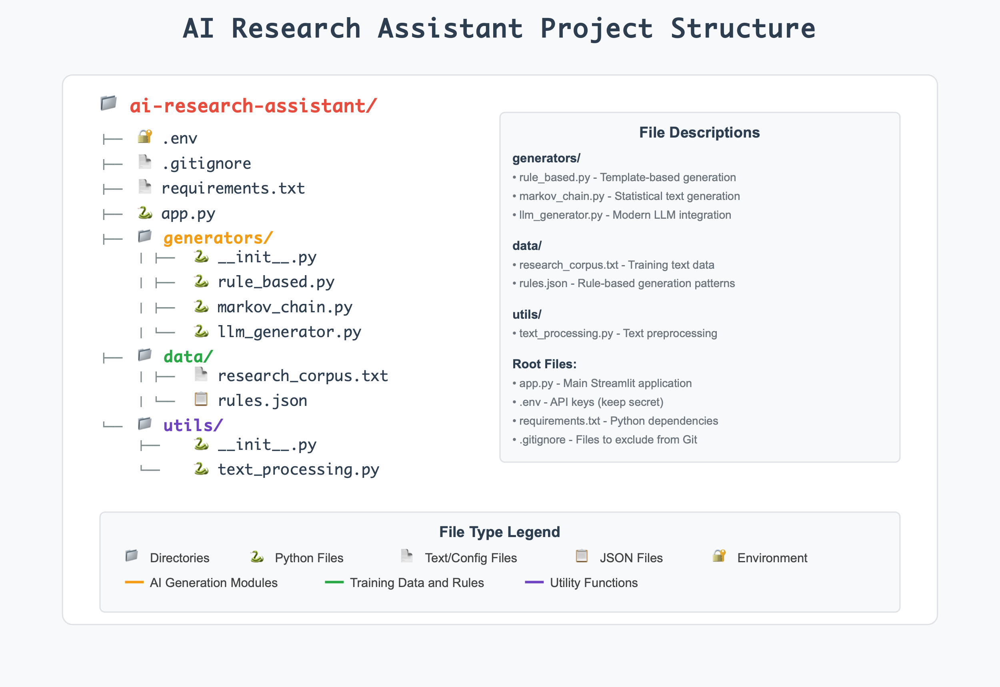 AI Research Assistant Project Structure
ai-research-assistant/
├── .env
├── .gitignore
├── requirements.txt
├── app.py
├── generators/
│ ├── __init__.py
│ ├── rule_based.py
│ ├── markov_chain.py
│ └── llm_generator.py
├── data/
│ ├── research_corpus.txt
│ └── rules.json
└── utils/
├── __init__.py
└── text_processing.py
File Descriptions
generators/
• rule_based.py - Template-based generation
• markov_chain.py - Statistical text generation
• llm_generator.py - Modern LLM integration
data/
• research_corpus.txt - Training text data
• rules.json - Rule-based generation patterns
utils/
• text_processing.py - Text preprocessing
Root Files:
• app.py - Main Streamlit application
• .env - API keys (keep secret)
• requirements.txt - Python dependencies
• .gitignore - Files to exclude from Git
File Type Legend
Directories Python Files Text/Config Files JSON Files Environment
AI Generation Modules Training Data and Rules Utility Functions